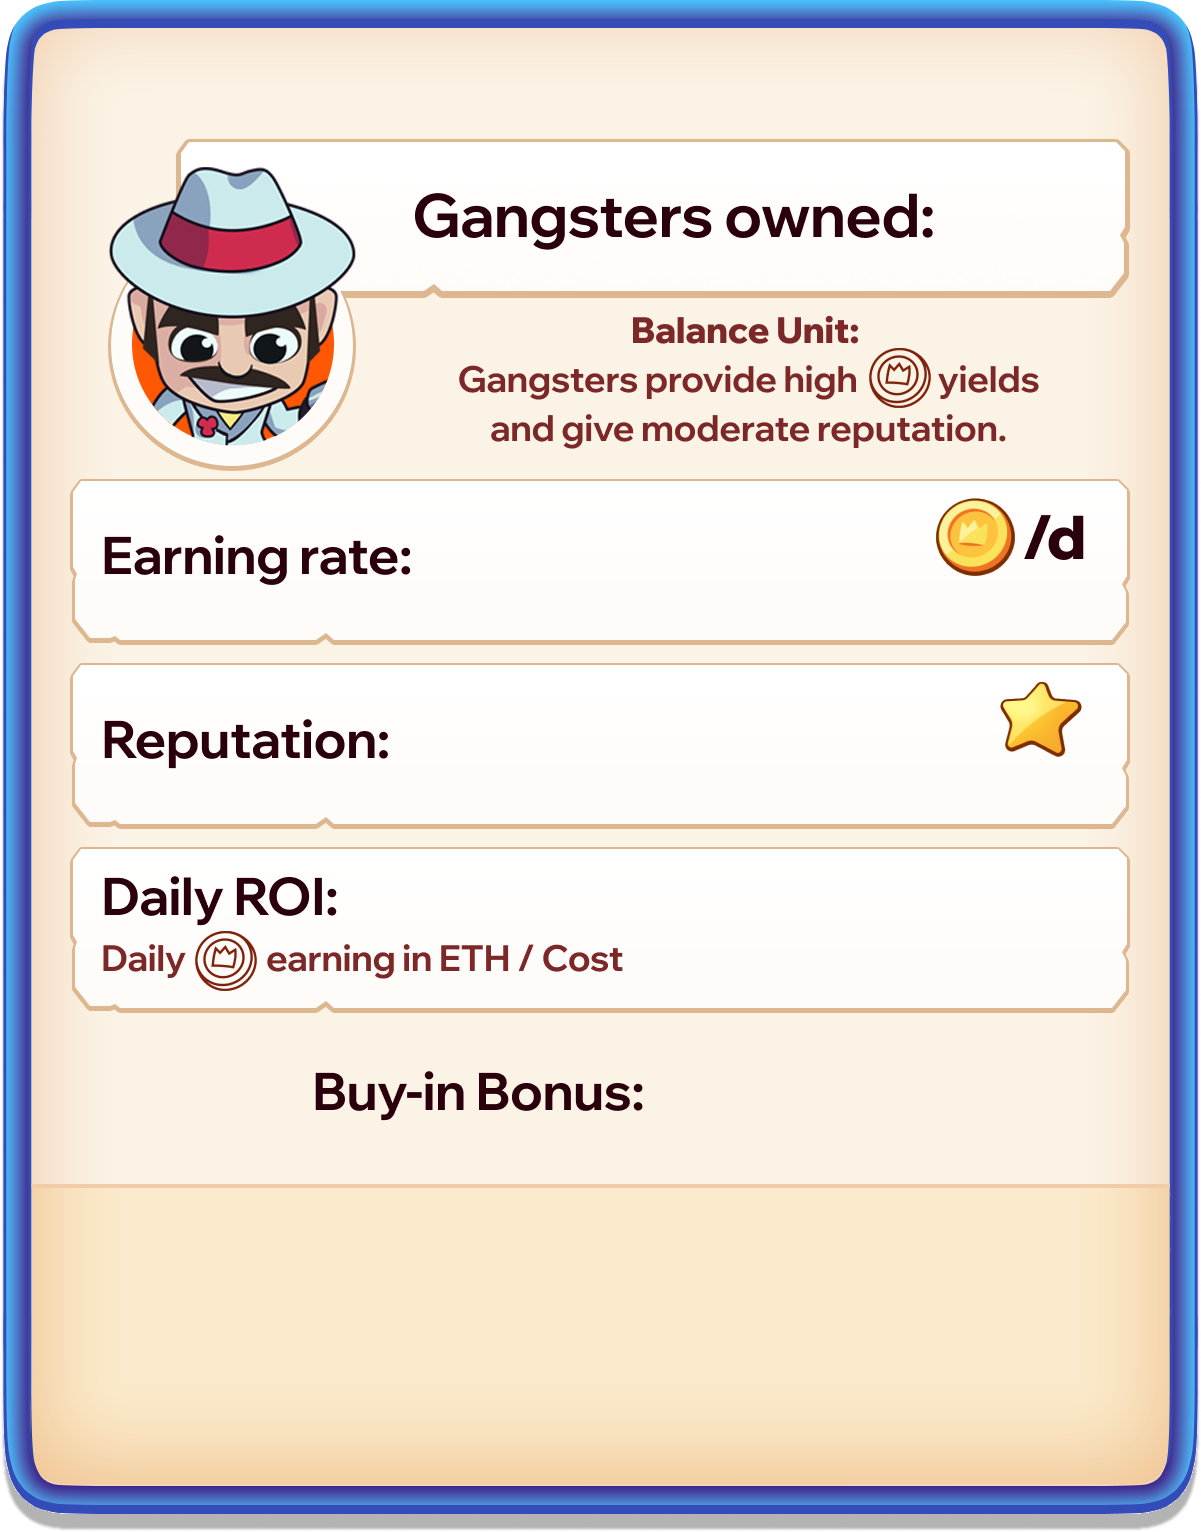 Gangsters owned:
Balance Unit:
Gangsters provide high yields
and give moderate reputation.
Earning rate:
/d
Reputation:
Daily ROI:
Daily earning in ETH / Cost
Buy-in Bonus: